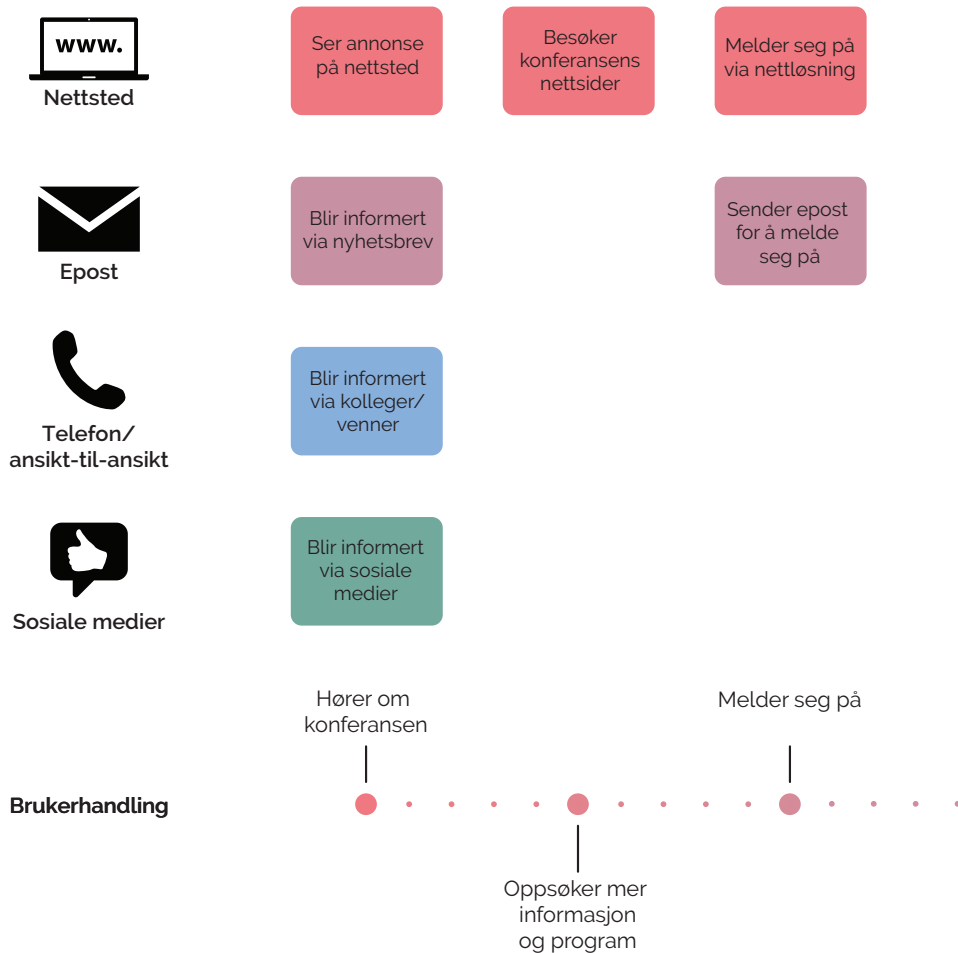 www.
Nettsted
Ser annonse
på nettsted
Besøker
konferansens
nettsider
Melder seg på
via nettløsning
Epost
Blir informert
via nyhetsbrev
Sender epost
for å melde
seg på
Telefon/
ansikt-til-ansikt
Blir informert
via kolleger/
venner
Sosiale medier
Blir informert
via sosiale
medier
Hører om
konferansen
Melder seg på
Brukerhandling
Oppsøker mer
informasjon
og program